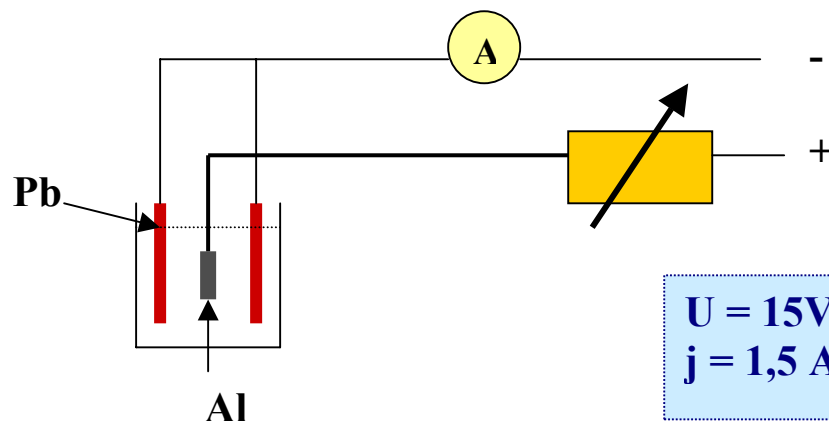 A
-
+
Pb
U = 15V
j = 1,5 A
Al